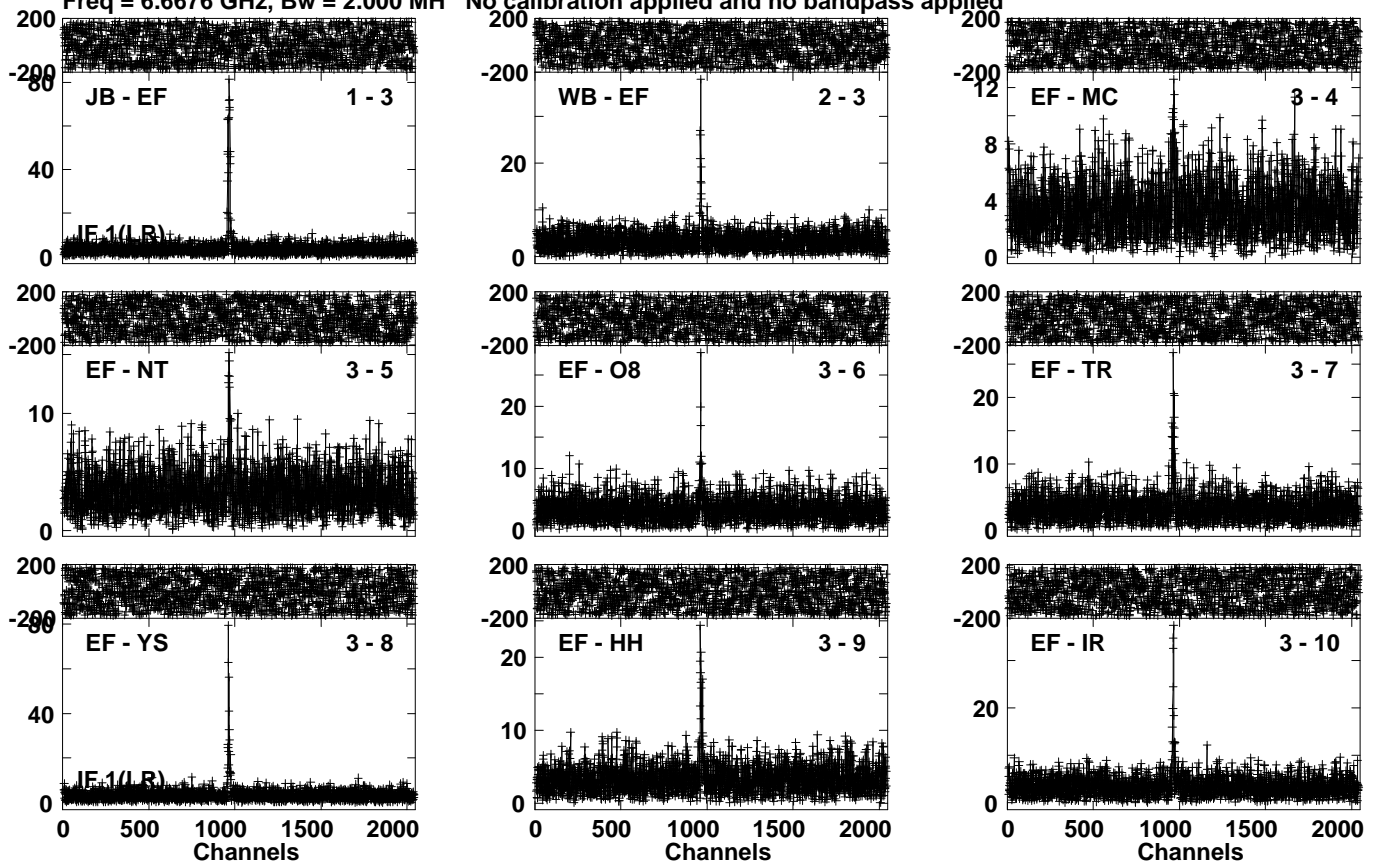 Freq = 6.6676 GHz, Bw = 2.000 MH No calibration applied and no bandpass applied
200 200 200
-200 -200 -200
80 12
JB - EF 1 - 3 WB - EF 2 - 3 EF - MC 3 - 4
8
40 20
4
IF 1(LR)
0 0 0
200 200 200
-200 -200 -200
EF - NT 3 - 5 EF - O8 3 - 6 EF - TR 3 - 7
10 20 20
10 10
0 0 0
200 200 200
-200 -200 -200
80
EF - YS 3 - 8 EF - HH 3 - 9 EF - IR 3 - 10
20
40 20
10
IF 1(LR)
0 0 0
0 500 1000 1500 2000 0 500 1000 1500 2000 0 500 1000 1500 2000
Channels Channels Channels